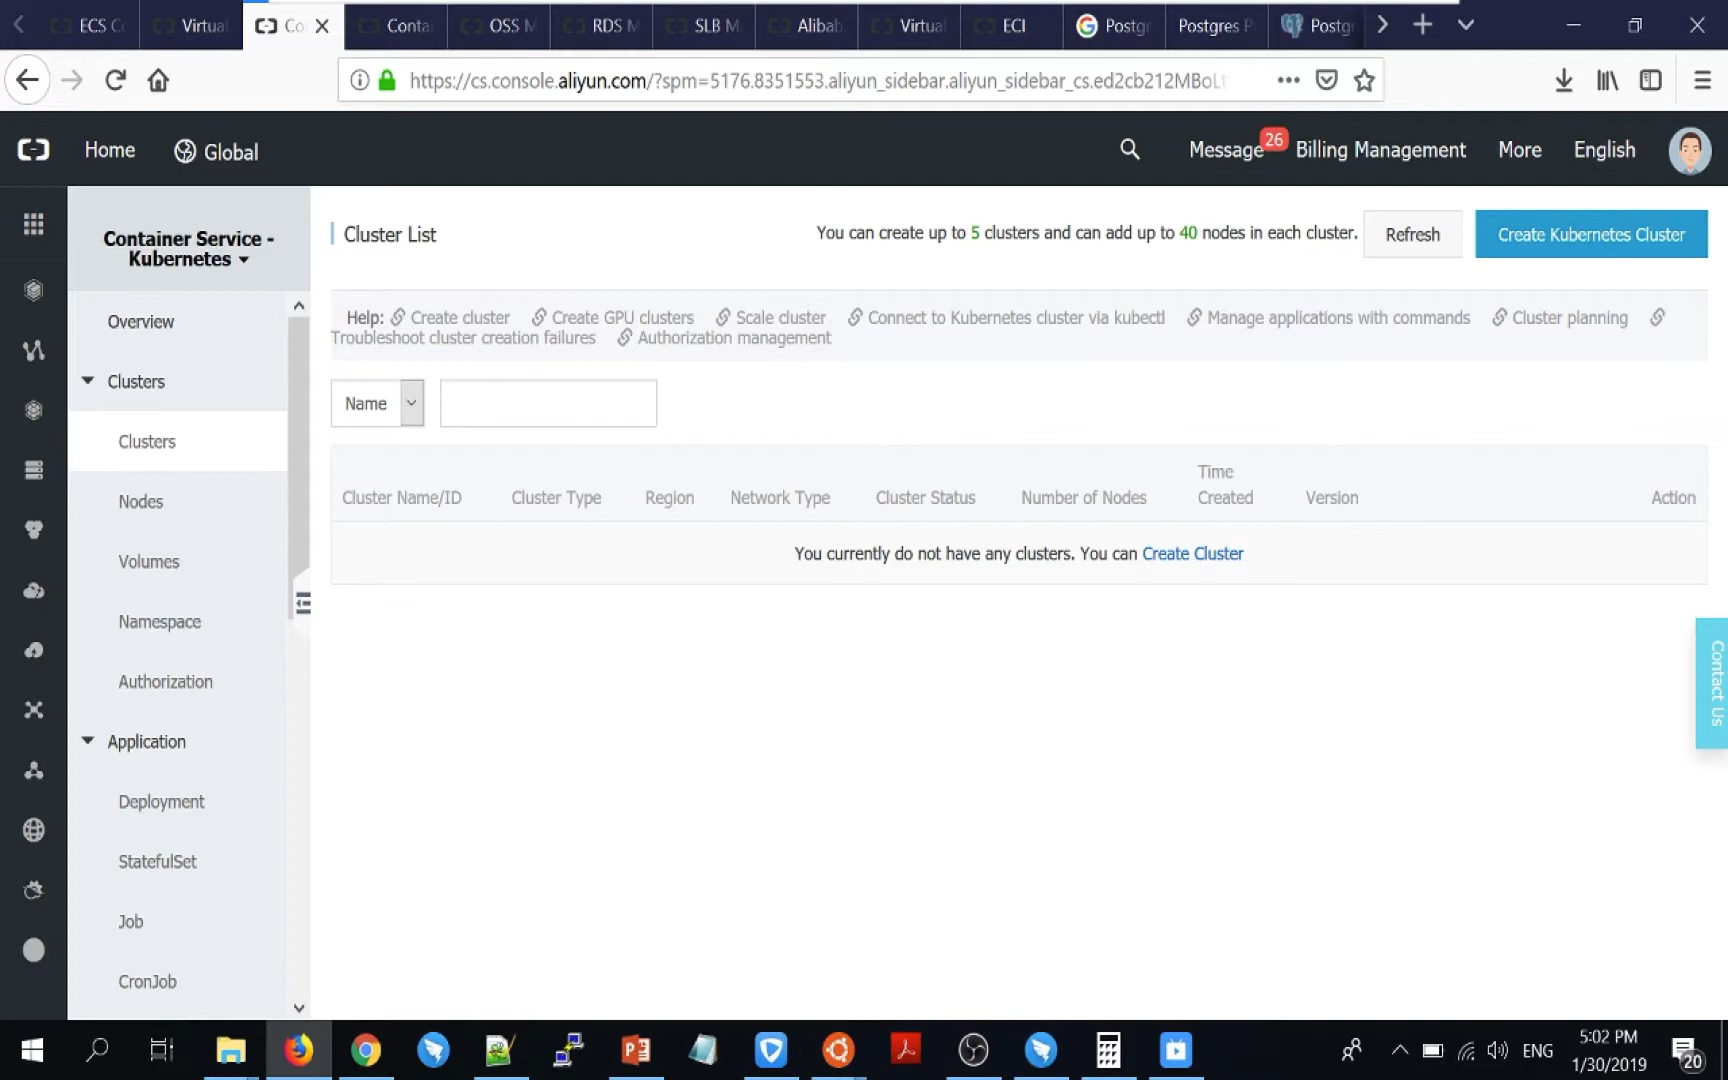 ECS C
Virtual
Co
Conta
OSS M
RDS M
SLB M
Alibab
Virtual
ECI
Postg
Postgres P
Postg
https://cs.console.aliyun.com/?spm=5176.8351553.aliyun_sidebar.aliyun_sidebar_cs.ed2cb212MBoLt
Home
Global
Message
26
Billing Management
More
English
Container Service -
Kubernetes
Overview
Clusters
Clusters
Nodes
Volumes
Namespace
Authorization
Application
Deployment
StatefulSet
Job
CronJob
Cluster List
You can create up to 5 clusters and can add up to 40 nodes in each cluster.
Refresh
Create Kubernetes Cluster
Help: Create cluster Create GPU clusters Scale cluster Connect to Kubernetes cluster via kubectl Manage applications with commands Cluster planning
Troubleshoot cluster creation failures Authorization management
Name
Cluster Name/ID
Cluster Type
Region
Network Type
Cluster Status
Number of Nodes
Time
Created
Version
Action
You currently do not have any clusters. You can Create Cluster
Contact Us
ENG
5:02 PM
1/30/2019
20